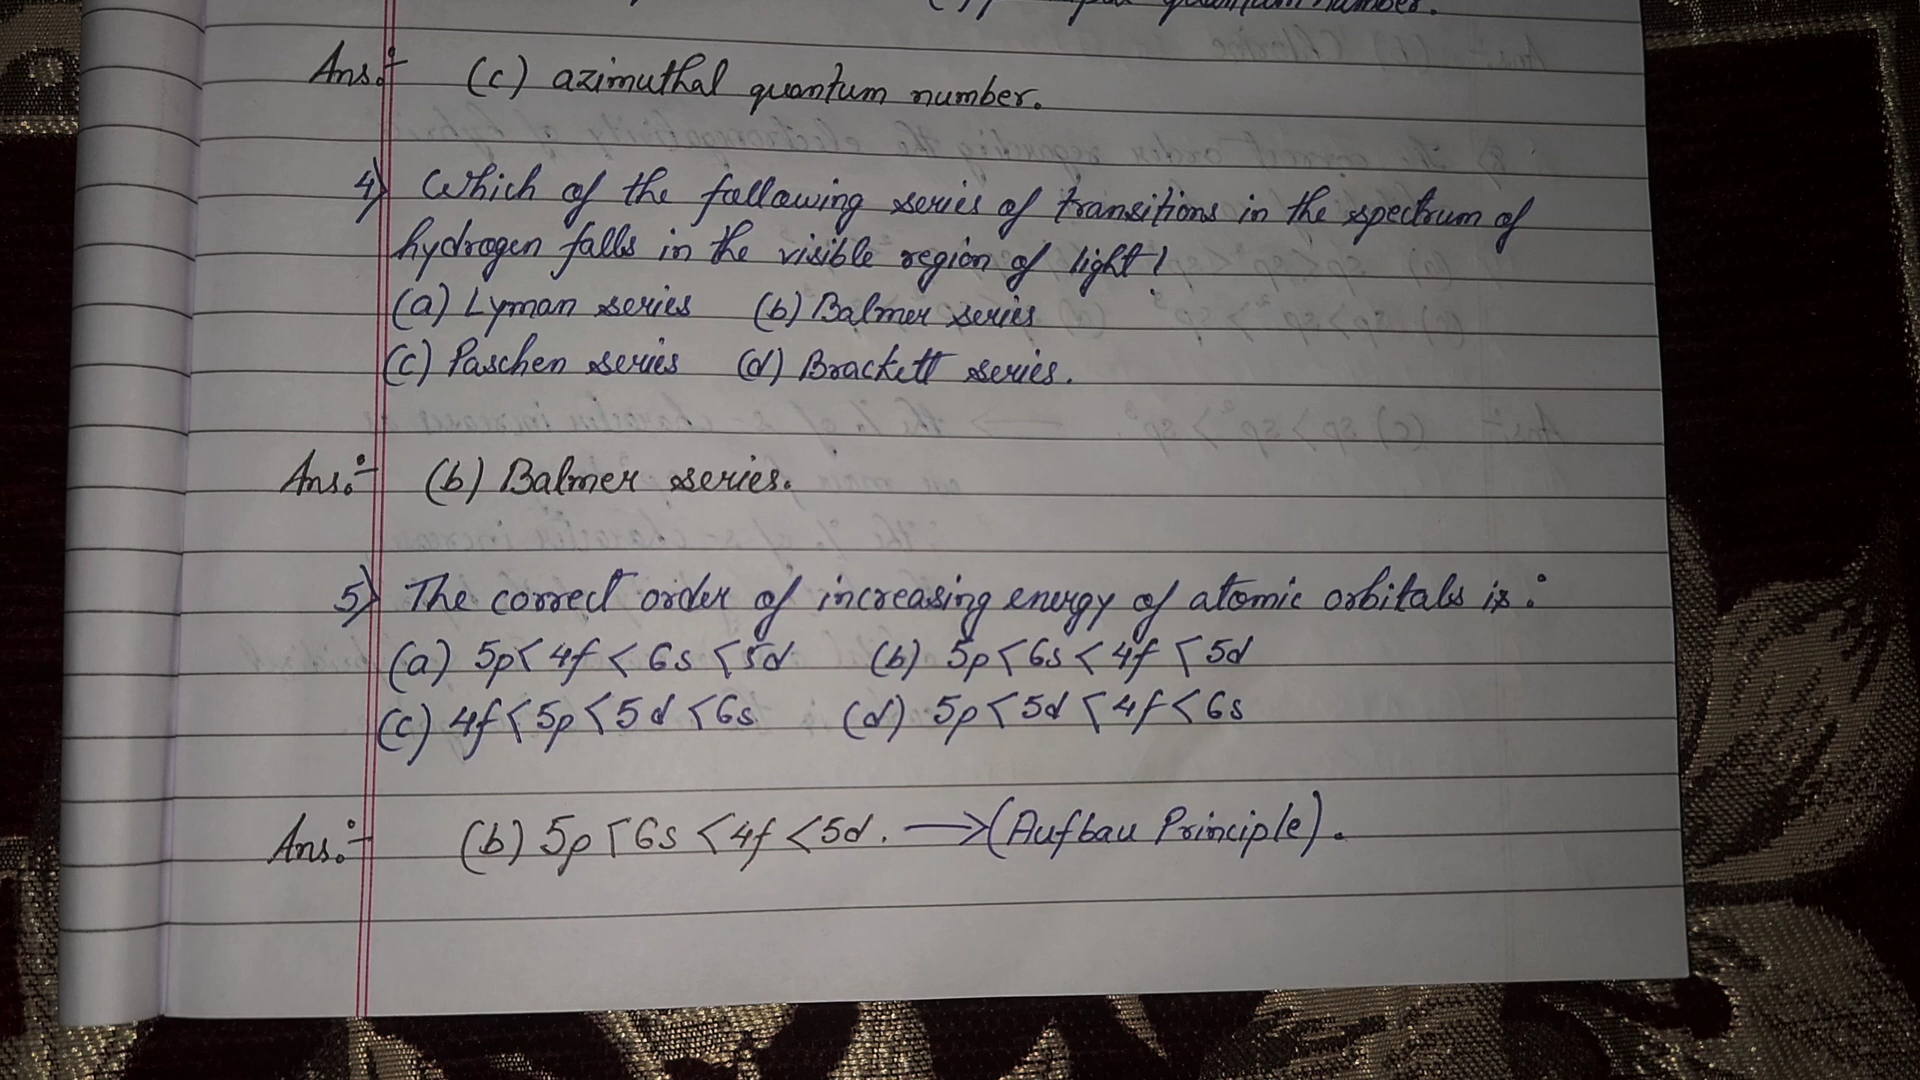 quantum number.
Ans.:- (c) azimuthal quantum number.
4) Which of the following series of transitions in the spectrum of
hydrogen falls in the visible region of light?
(a) Lyman series (b) Balmer series
(c) Paschen series (d) Brackett series.
Ans.:- (b) Balmer series.
5) The correct order of increasing energy of atomic orbitals is:
(a) 5p < 4f < 6s < 5d (b) 5p < 6s < 4f < 5d
(c) 4f < 5p < 5d < 6s (d) 5p < 5d < 4f < 6s
Ans.:- (b) 5p < 6s < 4f < 5d. → (Aufbau Principle).